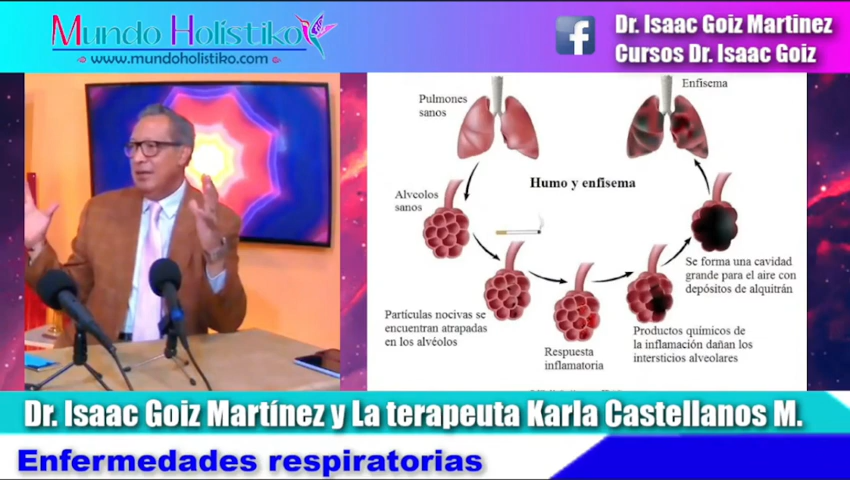 Mundo Holístiko
www.mundoholistiko.com
Dr. Isaac Goiz Martinez
Cursos Dr. Isaac Goiz
Pulmones
sanos
Enfisema
Humo y enfisema
Alveolos
sanos
Partículas nocivas se
encuentran atrapadas
en los alvéolos
Respuesta
inflamatoria
Productos químicos de
la inflamación dañan los
intersticios alveolares
Se forma una cavidad
grande para el aire con
depósitos de alquitrán
Dr. Isaac Goiz Martínez y La terapeuta Karla Castellanos M.
Enfermedades respiratorias